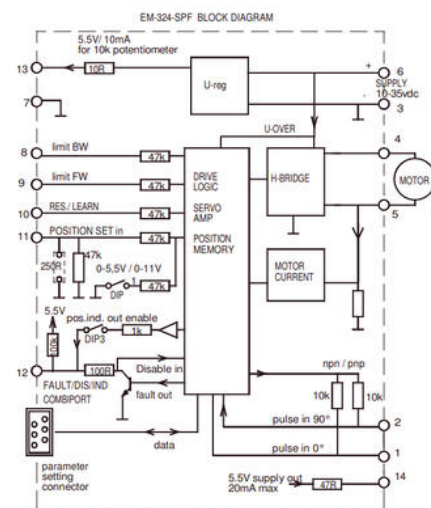 EM-324-SPF BLOCK DIAGRAM
5.5V/ 10mA
for 10k potentiometer
13
10R
U-reg
+
6
SUPPLY
10-35vdc
7
-
3
U-OVER
4
8
limit BW
47k
9
limit FW
47k
10
RES./ LEARN
47k
11
POSITION SET in
47k
DRIVE
LOGIC
SERVO
AMP
POSITION
MEMORY
H-BRIDGE
MOTOR
5
250R
47k
0-5,5V / 0-11V
1
DIP
47k
MOTOR
CURRENT
pos.ind. out enable
5.5V
DIP3
1k
100k
12
100R
Disable in
FAULT/DIS/IND
COMBIPORT
fault out
npn / pnp
10k
10k
pulse in 90°
2
pulse in 0°
1
data
parameter
setting
connector
5.5V supply out
20mA max
47R
14